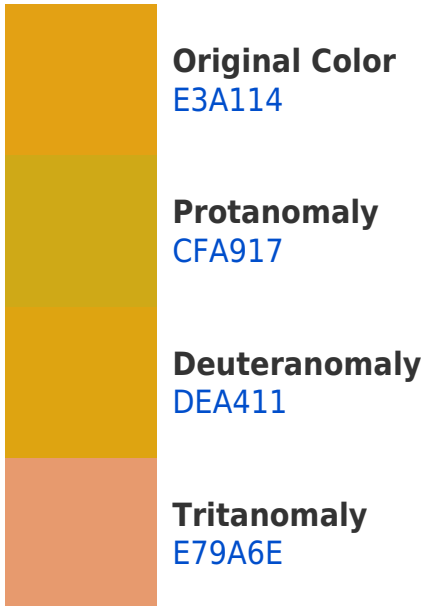 Original Color
E3A114
Protanomaly
CFA917
Deuteranomaly
DEA411
Tritanomaly
E79A6E